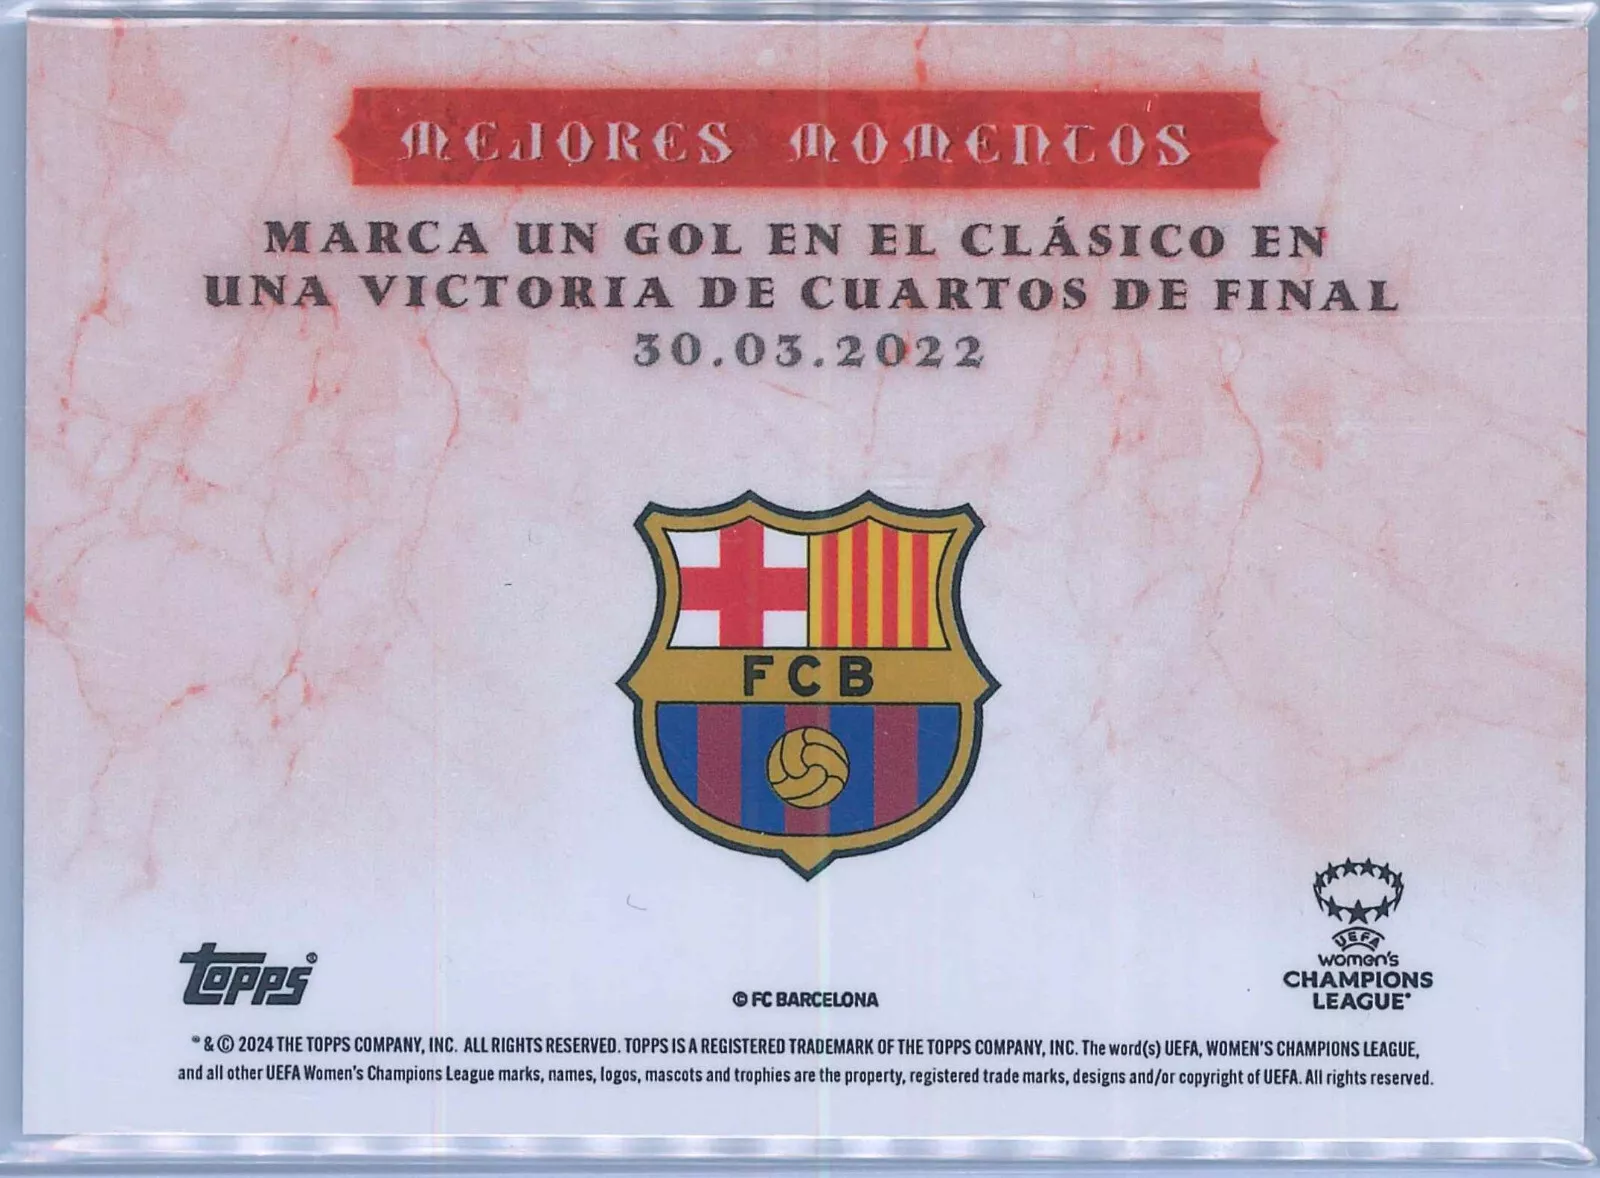 MEJORES MOMENTOS
MARCA UN GOL EN EL CLÁSICO EN
UNA VICTORIA DE CUARTOS DE FINAL
30.03.2022
FCB
TOPPS®
UEFA
women's
CHAMPIONS
LEAGUE®
© FC BARCELONA
® & © 2024 THE TOPPS COMPANY, INC. ALL RIGHTS RESERVED. TOPPS IS A REGISTERED TRADEMARK OF THE TOPPS COMPANY, INC. The word(s) UEFA, WOMEN'S CHAMPIONS LEAGUE,
and all other UEFA Women's Champions League marks, names, logos, mascots and trophies are the property, registered trade marks, designs and/or copyright of UEFA. All rights reserved.